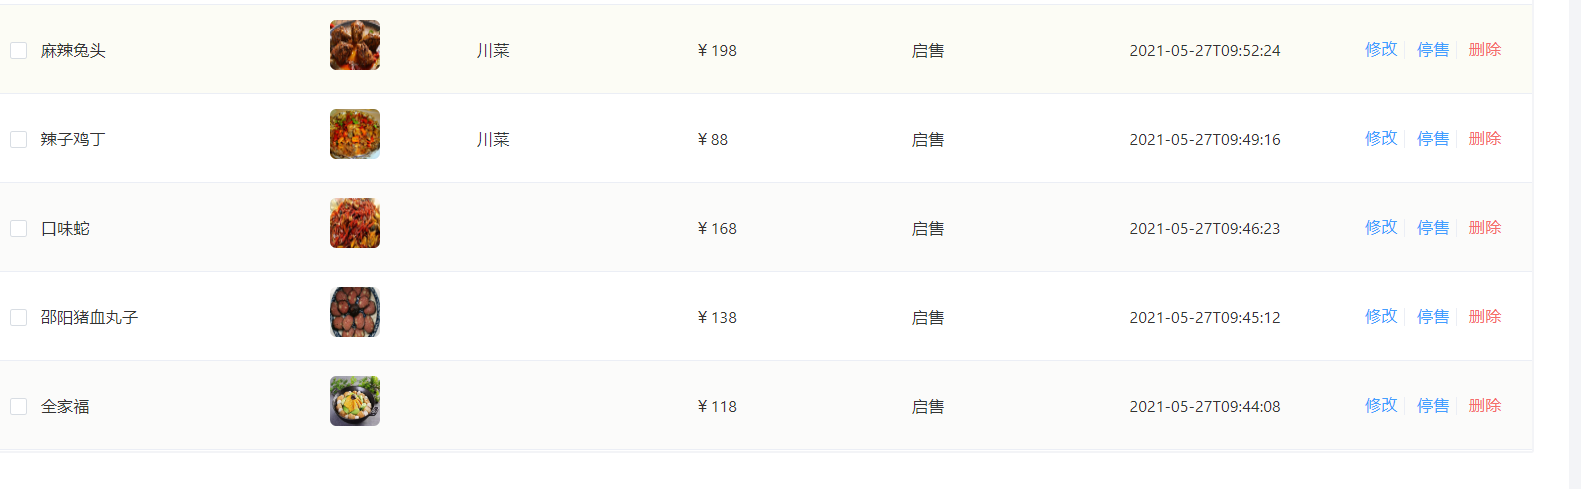 麻辣兔头 川菜 ¥ 198 启售 2021-05-27T09:52:24 修改 停售 删除
辣子鸡丁 川菜 ¥ 88 启售 2021-05-27T09:49:16 修改 停售 删除
口味蛇 ¥ 168 启售 2021-05-27T09:46:23 修改 停售 删除
邵阳猪血丸子 ¥ 138 启售 2021-05-27T09:45:12 修改 停售 删除
全家福 ¥ 118 启售 2021-05-27T09:44:08 修改 停售 删除